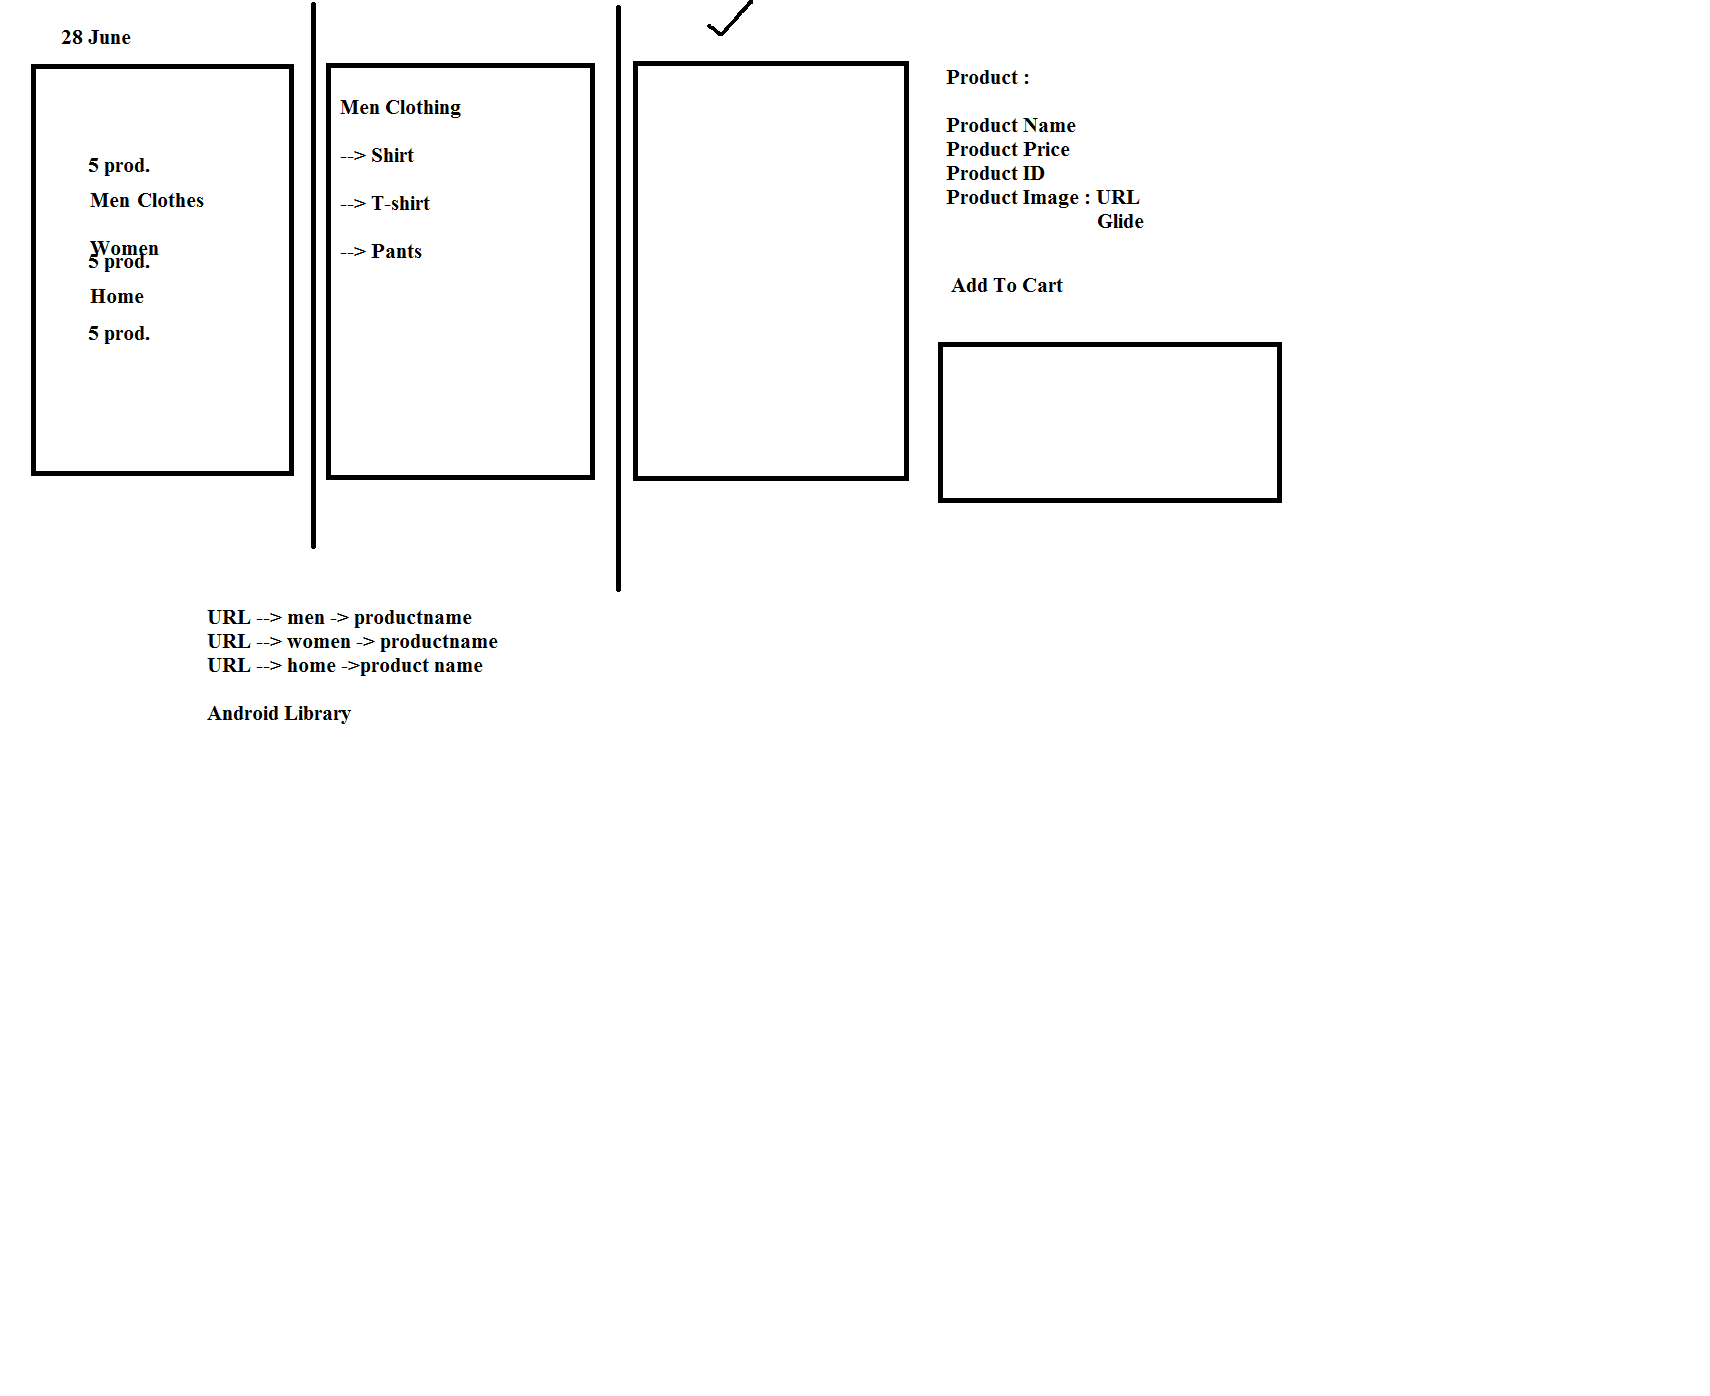 28 June
5 prod.
Men Clothes
Women
5 prod.
Home
5 prod.
Men Clothing
--> Shirt
--> T-shirt
--> Pants
Product :
Product Name
Product Price
Product ID
Product Image : URL
Glide
Add To Cart
URL --> men -> productname
URL --> women -> productname
URL --> home ->product name
Android Library